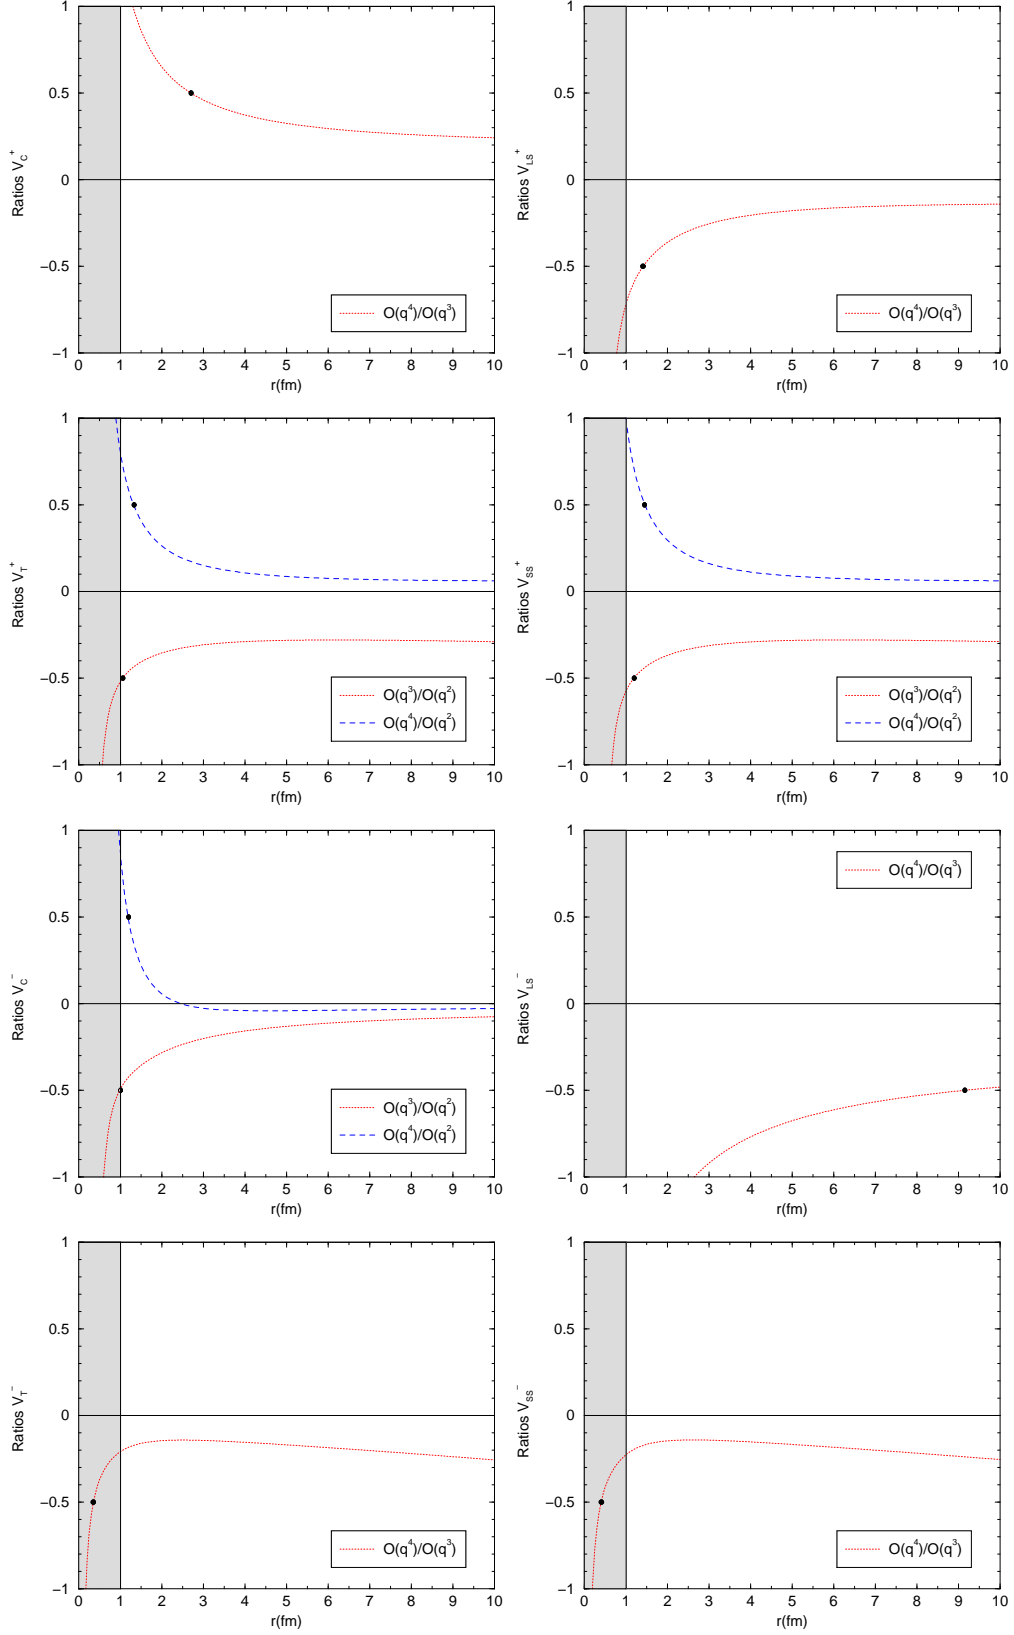 1
0.5
0
−0.5
−1
Ratios V_C^+
O(q^4)/O(q^3)
0 1 2 3 4 5 6 7 8 9 10
r(fm)
1
0.5
0
−0.5
−1
Ratios V_LS^+
O(q^4)/O(q^3)
0 1 2 3 4 5 6 7 8 9 10
r(fm)
1
0.5
0
−0.5
−1
Ratios V_T^+
O(q^3)/O(q^2)
O(q^4)/O(q^2)
0 1 2 3 4 5 6 7 8 9 10
r(fm)
1
0.5
0
−0.5
−1
Ratios V_SS^+
O(q^3)/O(q^2)
O(q^4)/O(q^2)
0 1 2 3 4 5 6 7 8 9 10
r(fm)
1
0.5
0
−0.5
−1
Ratios V_C^−
O(q^3)/O(q^2)
O(q^4)/O(q^2)
0 1 2 3 4 5 6 7 8 9 10
r(fm)
1
0.5
0
−0.5
−1
Ratios V_LS^−
O(q^4)/O(q^3)
0 1 2 3 4 5 6 7 8 9 10
r(fm)
1
0.5
0
−0.5
−1
Ratios V_T^−
O(q^4)/O(q^3)
0 1 2 3 4 5 6 7 8 9 10
r(fm)
1
0.5
0
−0.5
−1
Ratios V_SS^−
O(q^4)/O(q^3)
0 1 2 3 4 5 6 7 8 9 10
r(fm)